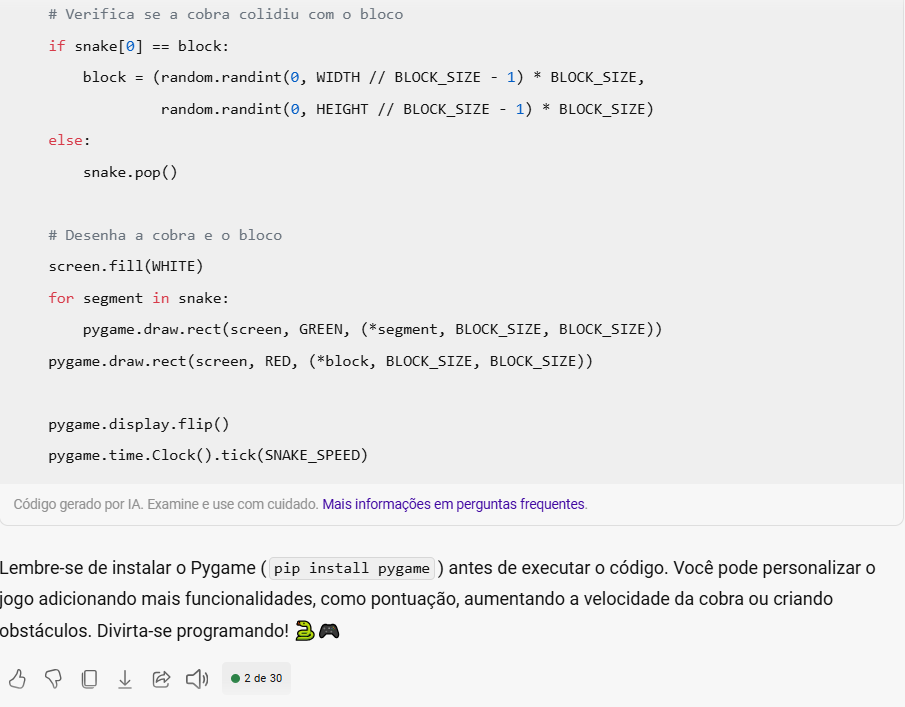 # Verifica se a cobra colidiu com o bloco
if snake[0] == block:
    block = (random.randint(0, WIDTH // BLOCK_SIZE - 1) * BLOCK_SIZE,
             random.randint(0, HEIGHT // BLOCK_SIZE - 1) * BLOCK_SIZE)
else:
    snake.pop()

# Desenha a cobra e o bloco
screen.fill(WHITE)
for segment in snake:
    pygame.draw.rect(screen, GREEN, (*segment, BLOCK_SIZE, BLOCK_SIZE))
pygame.draw.rect(screen, RED, (*block, BLOCK_SIZE, BLOCK_SIZE))

pygame.display.flip()
pygame.time.Clock().tick(SNAKE_SPEED)
Código gerado por IA. Examine e use com cuidado. Mais informações em perguntas frequentes.
Lembre-se de instalar o Pygame ( pip install pygame ) antes de executar o código. Você pode personalizar o
jogo adicionando mais funcionalidades, como pontuação, aumentando a velocidade da cobra ou criando
obstáculos. Divirta-se programando! 🐍🎮
2 de 30